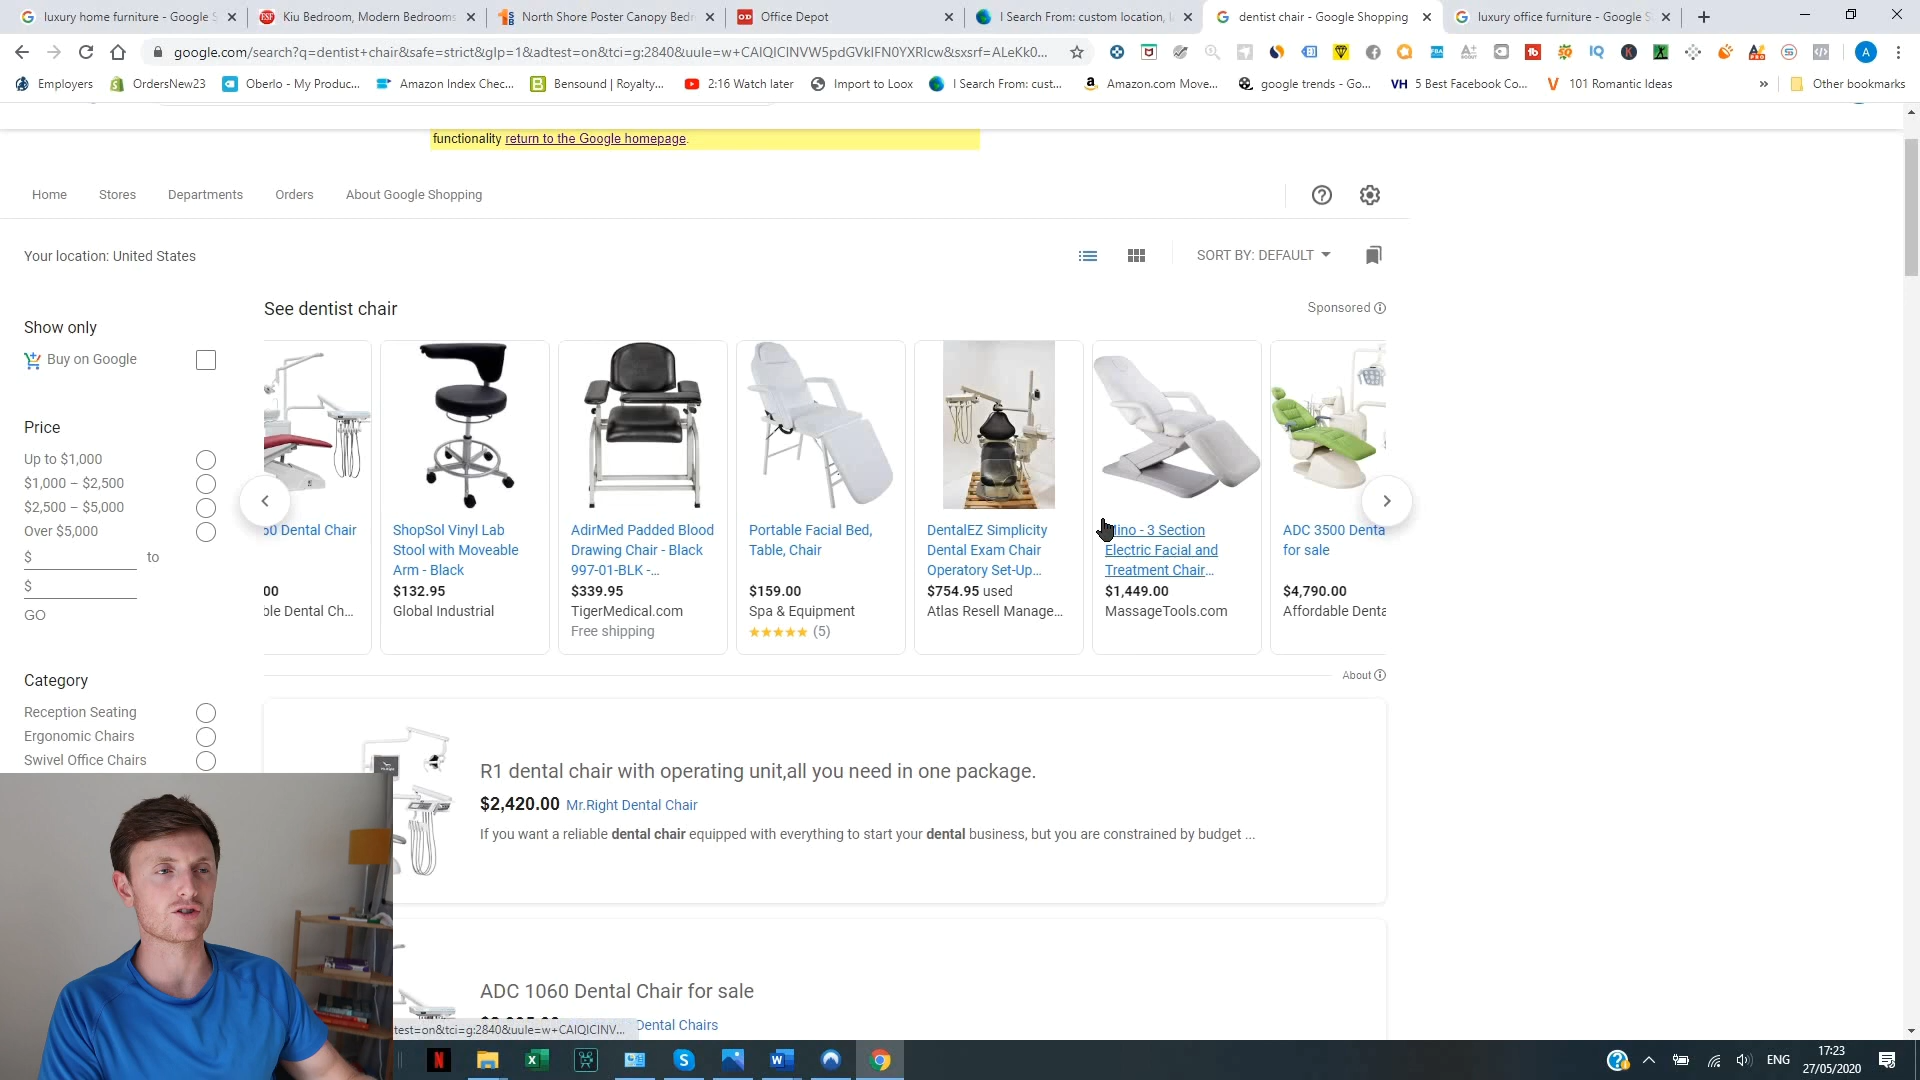 luxury home furniture - Google S
Kiu Bedroom, Modern Bedrooms
North Shore Poster Canopy Bedr
Office Depot
I Search From: custom location, l
dentist chair - Google Shopping
luxury office furniture - Google S
google.com/search?q=dentist+chair&safe=strict&glp=1&adtest=on&tci=g:2840&uule=w+CAIQICINVW5pdGVkIFN0YXRlcw&sxsrf=ALeKk0...
Employers
OrdersNew23
Oberlo - My Produc...
Amazon Index Chec...
Bensound | Royalty...
2:16 Watch later
Import to Loox
I Search From: cust...
Amazon.com Move...
google trends - Go...
VH 5 Best Facebook Co...
101 Romantic Ideas
Other bookmarks
functionality return to the Google homepage.
Home
Stores
Departments
Orders
About Google Shopping
Your location: United States
SORT BY: DEFAULT
See dentist chair
Sponsored
Show only
Buy on Google
Price
Up to $1,000
$1,000 – $2,500
$2,500 – $5,000
Over $5,000
$ to
$
GO
Category
Reception Seating
Ergonomic Chairs
Swivel Office Chairs
0 Dental Chair
00
ble Dental Ch...
ShopSol Vinyl Lab
Stool with Moveable
Arm - Black
$132.95
Global Industrial
AdirMed Padded Blood
Drawing Chair - Black
997-01-BLK -...
$339.95
TigerMedical.com
Free shipping
Portable Facial Bed,
Table, Chair
$159.00
Spa & Equipment
(5)
DentalEZ Simplicity
Dental Exam Chair
Operatory Set-Up...
$754.95 used
Atlas Resell Manage...
- 3 Section
Electric Facial and
Treatment Chair...
$1,449.00
MassageTools.com
ADC 3500 Denta
for sale
$4,790.00
Affordable Denta
About
R1 dental chair with operating unit,all you need in one package.
$2,420.00 Mr.Right Dental Chair
If you want a reliable dental chair equipped with everything to start your dental business, but you are constrained by budget ...
ADC 1060 Dental Chair for sale
Dental Chairs
test=on&tci=g:2840&uule=w+CAIQICINV...
ENG
17:23
27/05/2020